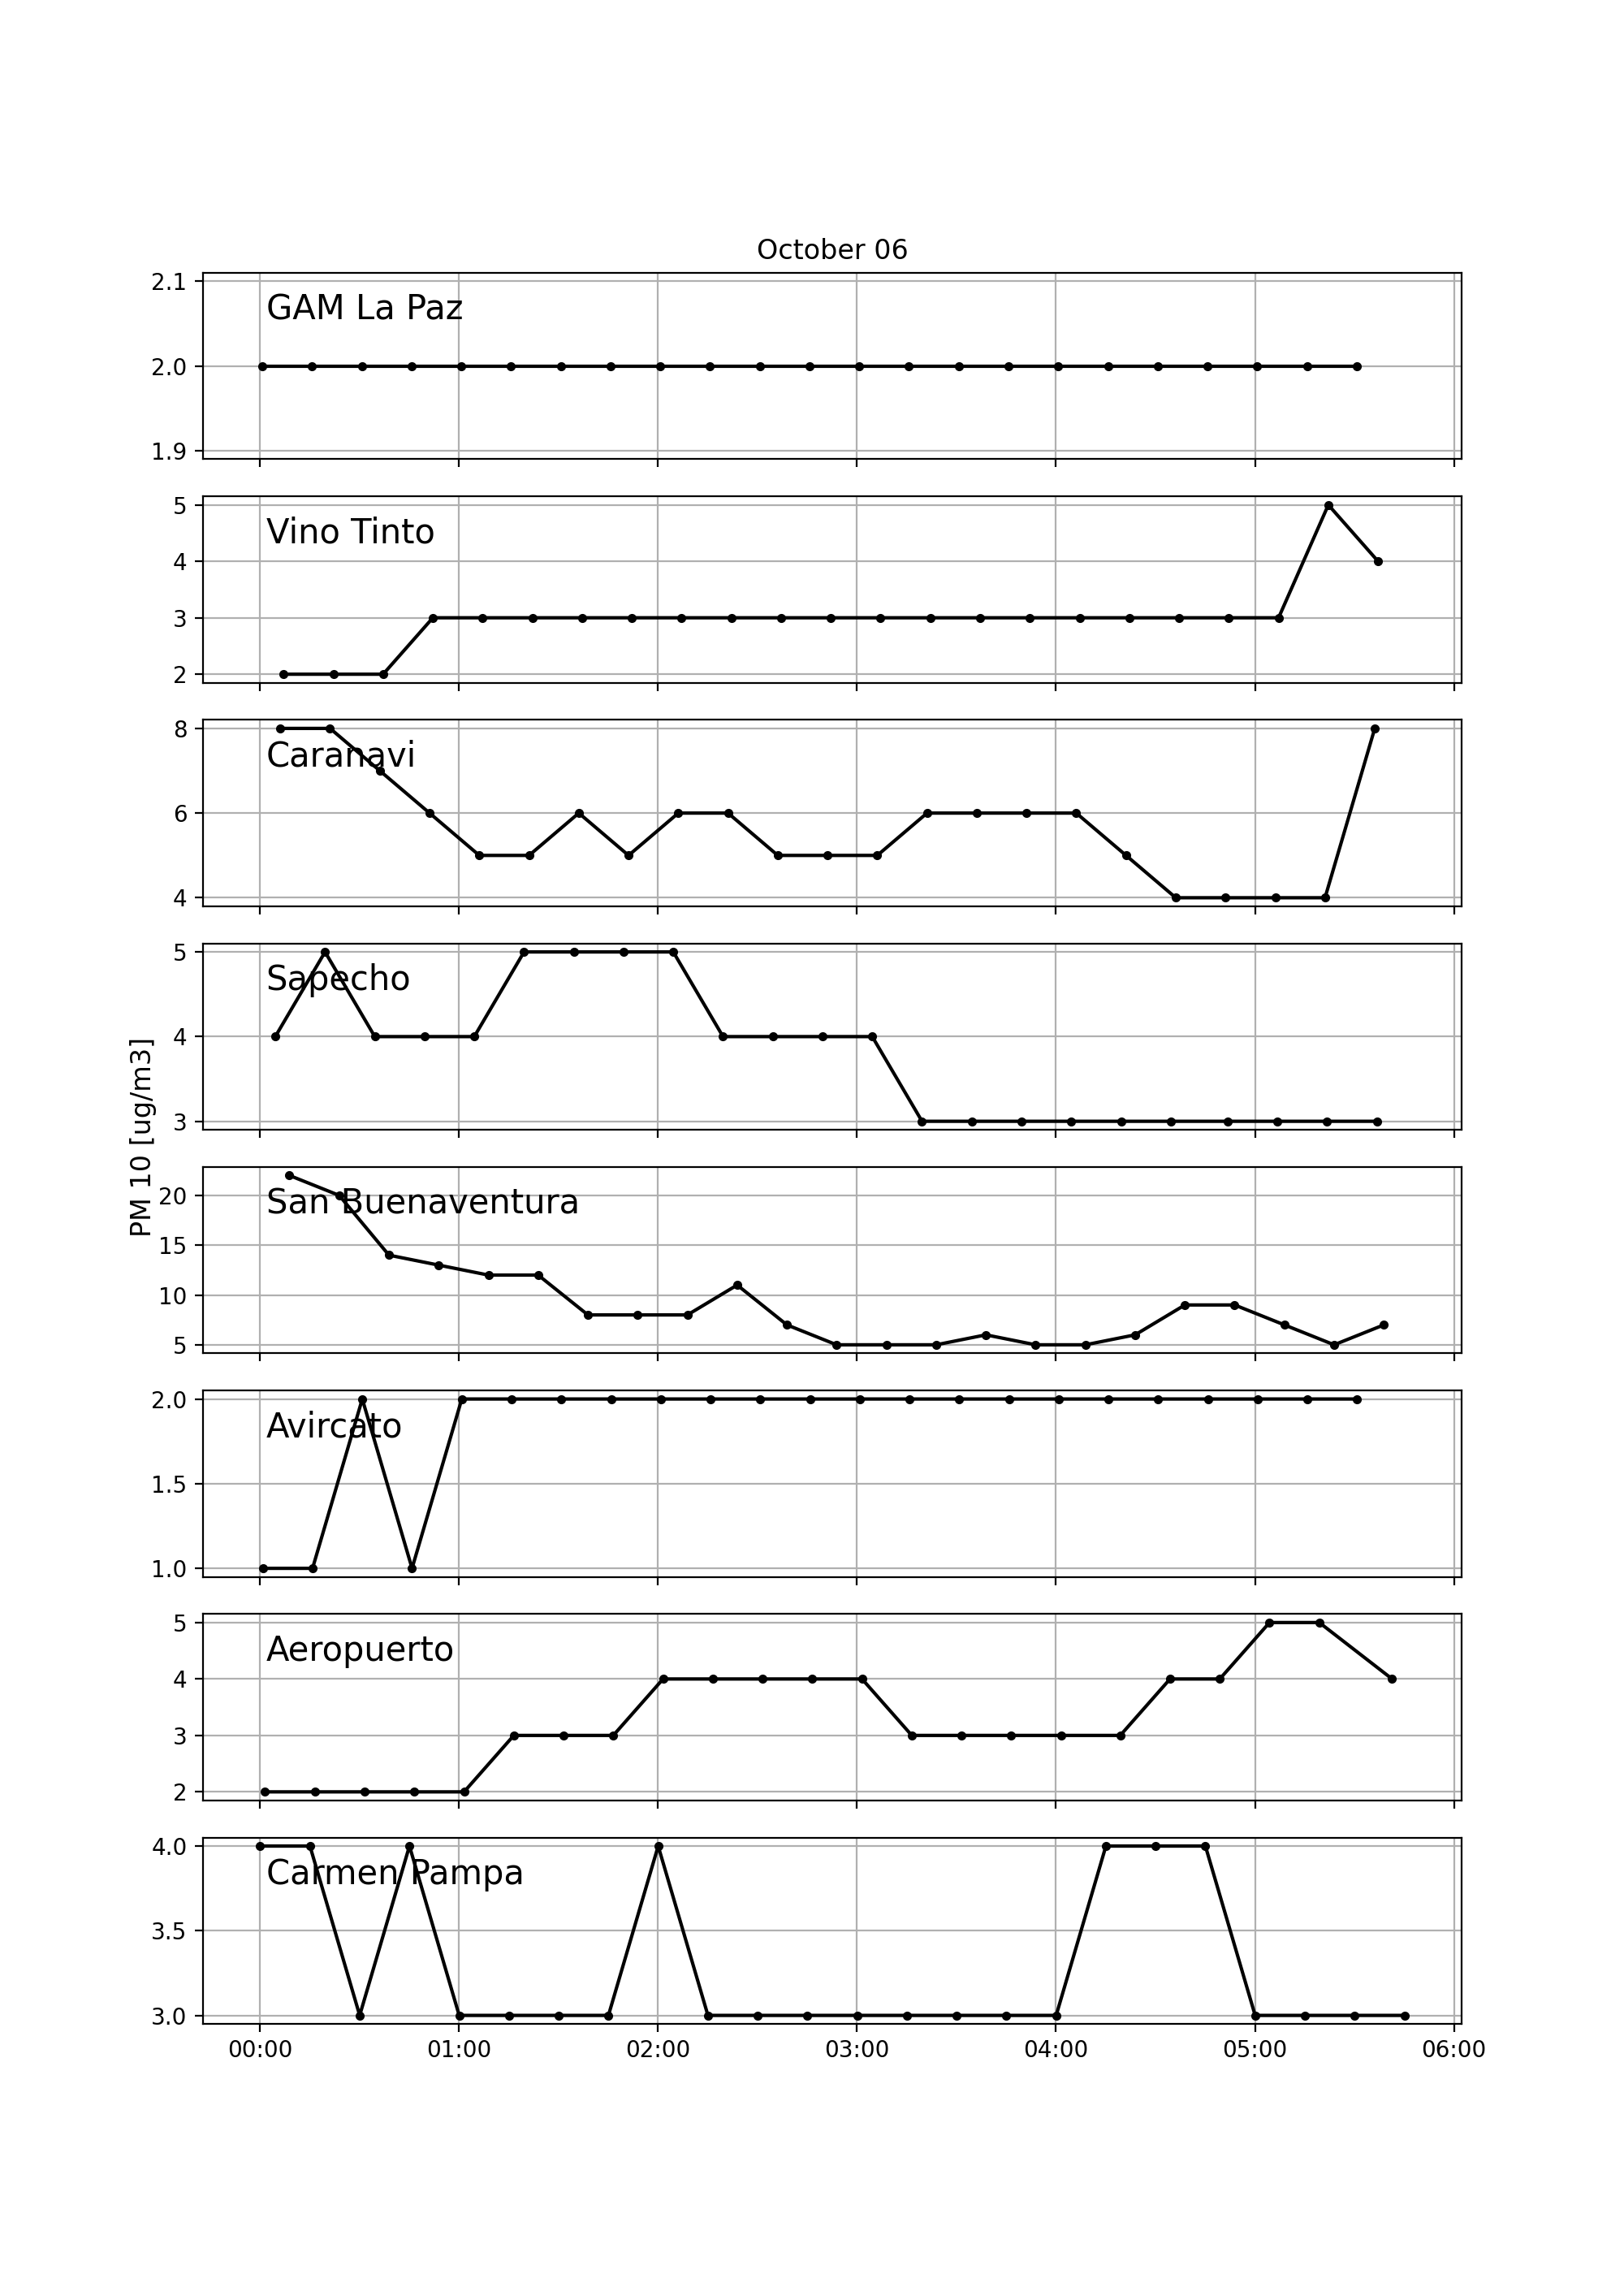 October 06
2.1
GAM La Paz
2.0
1.9
5
Vino Tinto
4
3
2
8
Caranavi
6
4
5
Sapecho
4
3
PM 10 [ug/m3]
20
San Buenaventura
15
10
5
2.0
Avircato
1.5
1.0
5
Aeropuerto
4
3
2
4.0
Carmen Pampa
3.5
3.0
00:00 01:00 02:00 03:00 04:00 05:00 06:00